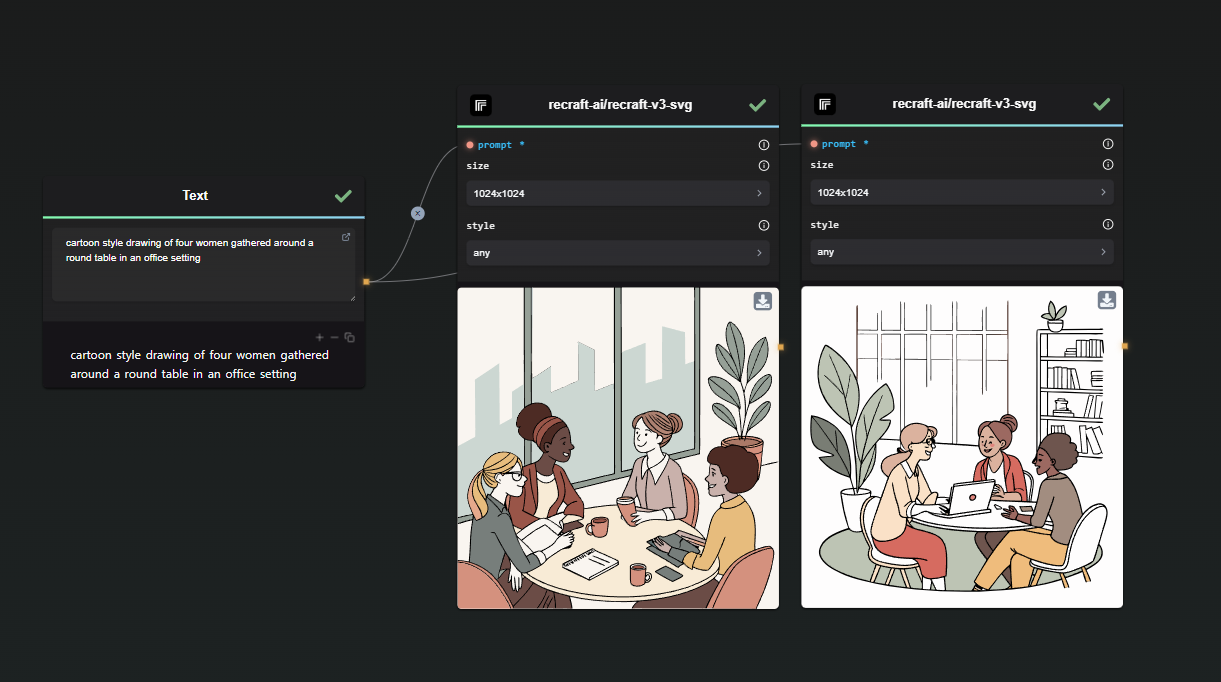 Text
cartoon style drawing of four women gathered around a
round table in an office setting
cartoon style drawing of four women gathered
around a round table in an office setting
recraft-ai/recraft-v3-svg
prompt *
size
1024x1024
style
any
recraft-ai/recraft-v3-svg
prompt *
size
1024x1024
style
any